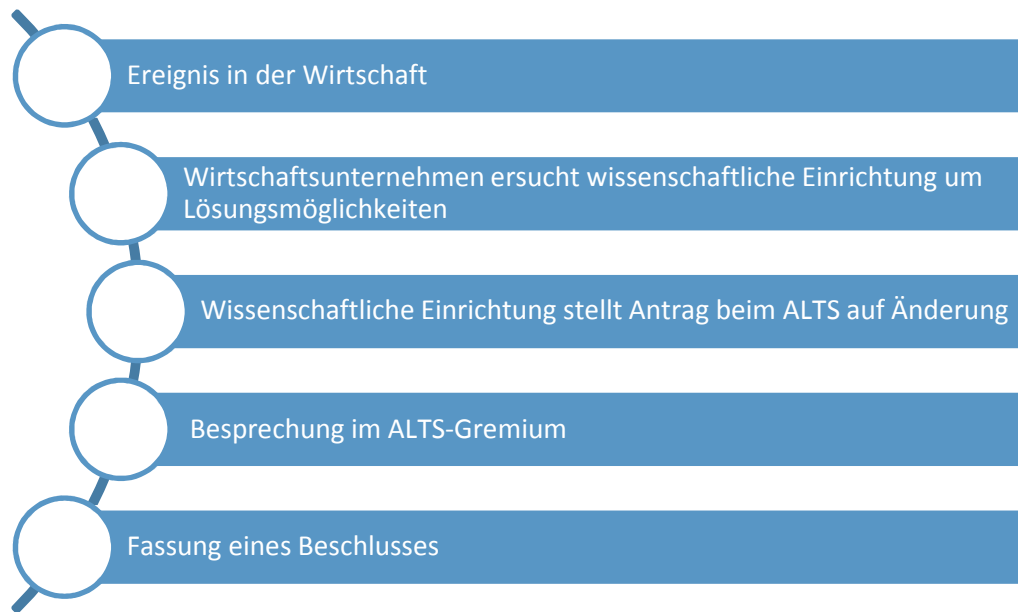 Ereignis in der Wirtschaft
Wirtschaftsunternehmen ersucht wissenschaftliche Einrichtung um
Lösungsmöglichkeiten
Wissenschaftliche Einrichtung stellt Antrag beim ALTS auf Änderung
Besprechung im ALTS-Gremium
Fassung eines Beschlusses